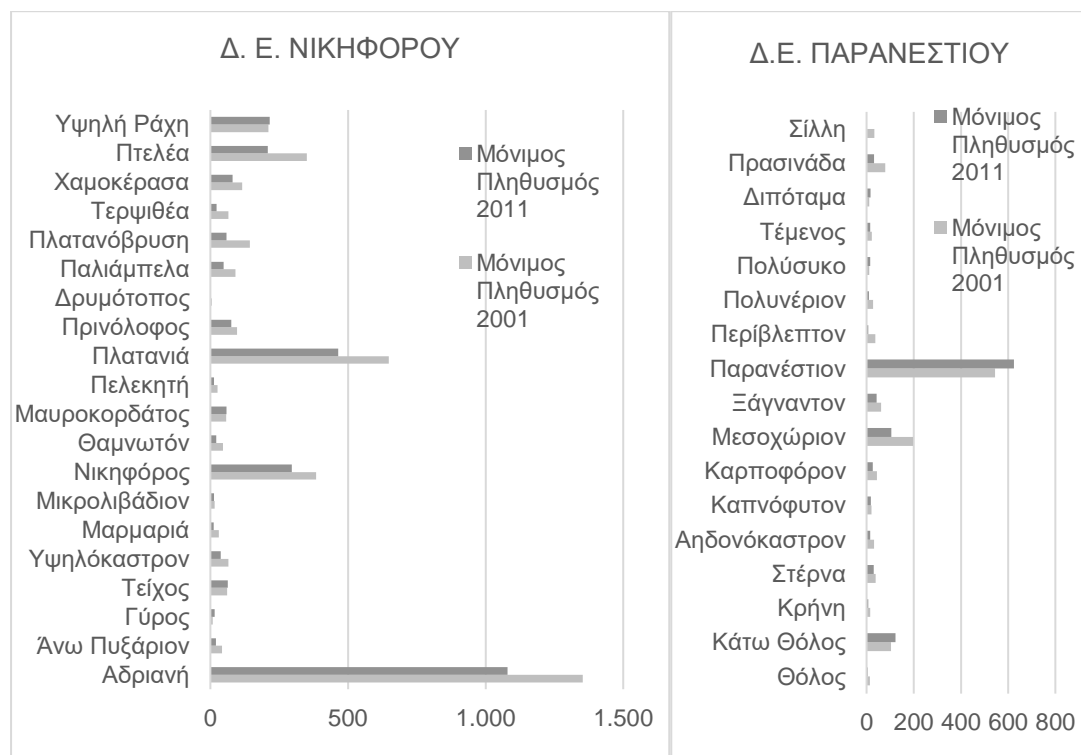 Δ. Ε. ΝΙΚΗΦΟΡΟΥ
Υψηλή Ράχη
Πτελέα
Χαμοκέρασα
Τερψιθέα
Πλατανόβρυση
Παλιάμπελα
Δρυμότοπος
Πρινόλοφος
Πλατανιά
Πελεκητή
Μαυροκορδάτος
Θαμνωτόν
Νικηφόρος
Μικρολιβάδιον
Μαρμαριά
Υψηλόκαστρον
Τείχος
Γύρος
Άνω Πυξάριον
Αδριανή
0 500 1.000 1.500
Μόνιμος
Πληθυσμός
2011
Μόνιμος
Πληθυσμός
2001
Δ.Ε. ΠΑΡΑΝΕΣΤΙΟΥ
Σίλλη
Πρασινάδα
Διπόταμα
Τέμενος
Πολύσυκο
Πολυνέριον
Περίβλεπτον
Παρανέστιον
Ξάγναντον
Μεσοχώριον
Καρποφόρον
Καπνόφυτον
Αηδονόκαστρον
Στέρνα
Κρήνη
Κάτω Θόλος
Θόλος
0 200 400 600 800
Μόνιμος
Πληθυσμός
2011
Μόνιμος
Πληθυσμός
2001